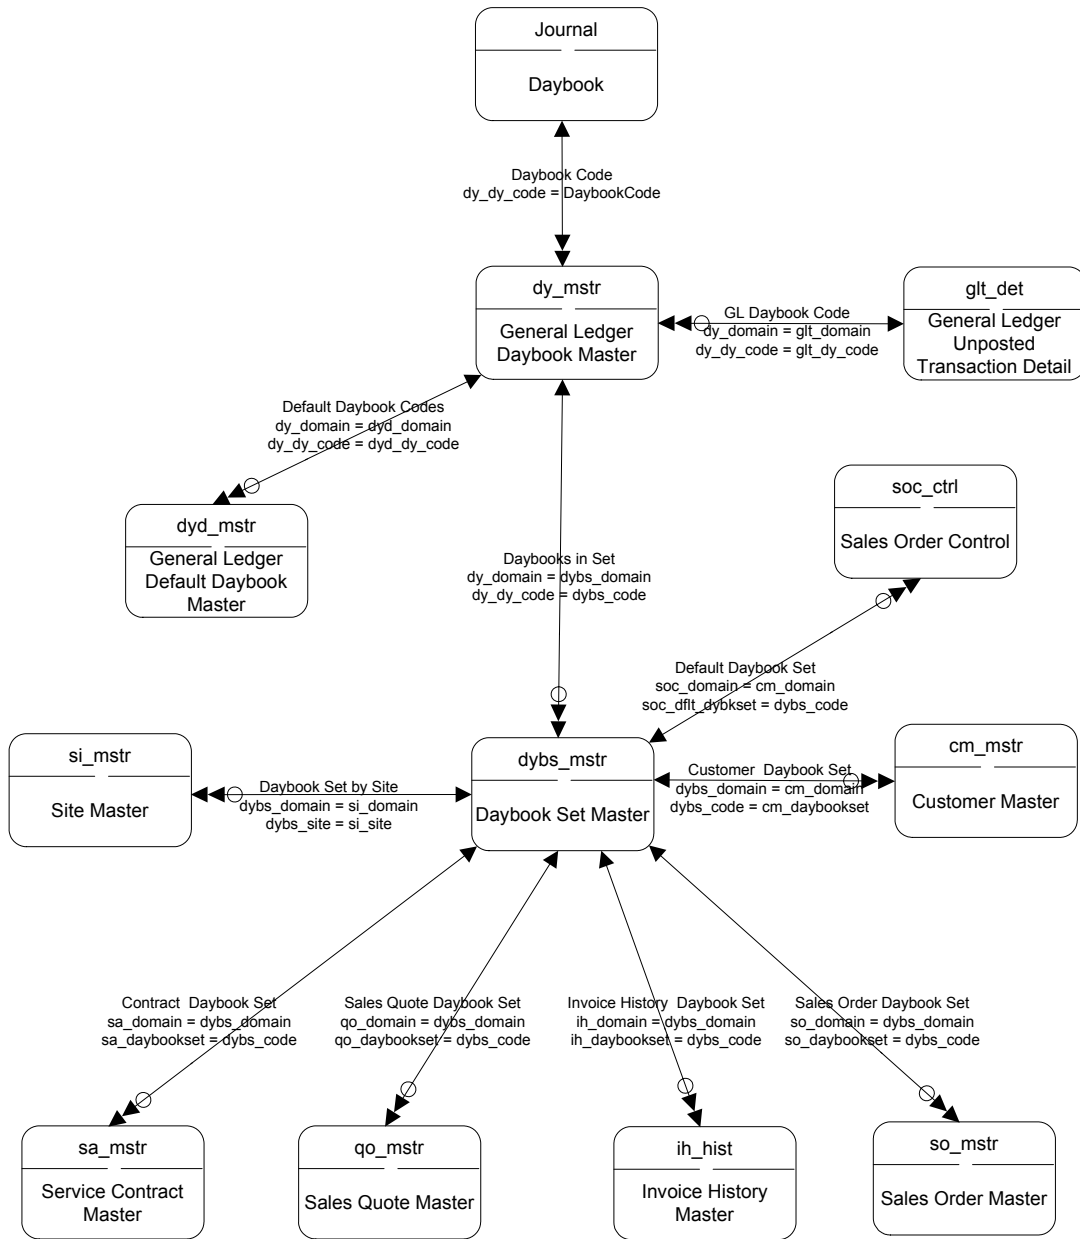 Journal
Daybook
Daybook Code
dy_dy_code = DaybookCode
dy_mstr
General Ledger
Daybook Master
GL Daybook Code
dy_domain = glt_domain
dy_dy_code = glt_dy_code
glt_det
General Ledger
Unposted
Transaction Detail
Default Daybook Codes
dy_domain = dyd_domain
dy_dy_code = dyd_dy_code
dyd_mstr
General Ledger
Default Daybook
Master
soc_ctrl
Sales Order Control
Daybooks in Set
dy_domain = dybs_domain
dy_dy_code = dybs_code
Default Daybook Set
soc_domain = cm_domain
soc_dflt_dybkset = dybs_code
si_mstr
Site Master
Daybook Set by Site
dybs_domain = si_domain
dybs_site = si_site
dybs_mstr
Daybook Set Master
Customer  Daybook Set
dybs_domain = cm_domain
dybs_code = cm_daybookset
cm_mstr
Customer Master
Contract  Daybook Set
sa_domain = dybs_domain
sa_daybookset = dybs_code
Sales Quote Daybook Set
qo_domain = dybs_domain
qo_daybookset = dybs_code
Invoice History  Daybook Set
ih_domain = dybs_domain
ih_daybookset = dybs_code
Sales Order Daybook Set
so_domain = dybs_domain
so_daybookset = dybs_code
sa_mstr
Service Contract
Master
qo_mstr
Sales Quote Master
ih_hist
Invoice History
Master
so_mstr
Sales Order Master